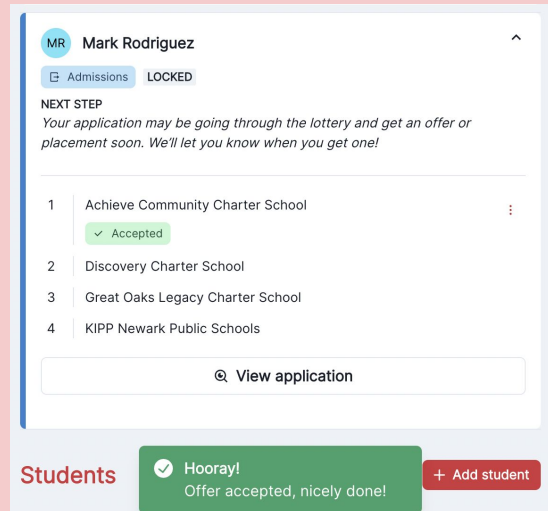 MR Mark Rodriguez
Admissions LOCKED
NEXT STEP
Your application may be going through the lottery and get an offer or
placement soon. We'll let you know when you get one!
1 Achieve Community Charter School
Accepted
2 Discovery Charter School
3 Great Oaks Legacy Charter School
4 KIPP Newark Public Schools
View application
Students
Hooray!
Offer accepted, nicely done!
+ Add student